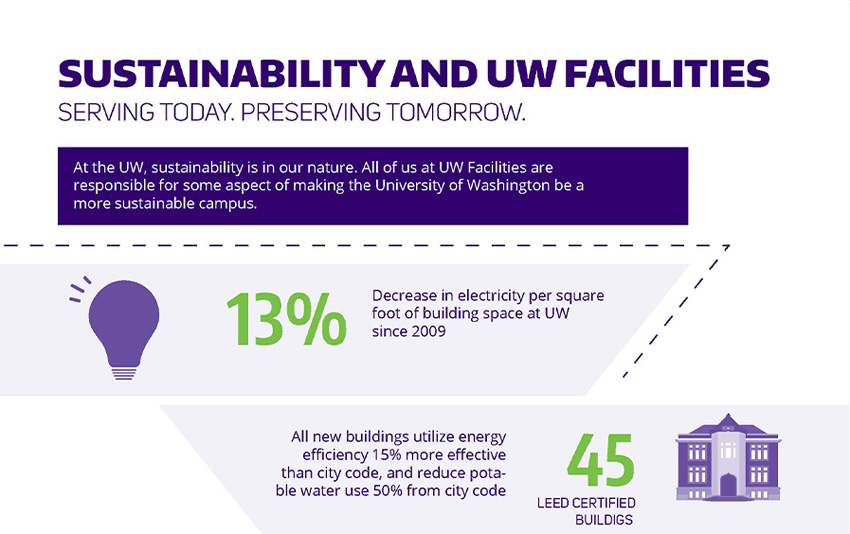 SUSTAINABILITY AND UW FACILITIES
SERVING TODAY. PRESERVING TOMORROW.
At the UW, sustainability is in our nature. All of us at UW Facilities are
responsible for some aspect of making the University of Washington be a
more sustainable campus.
13%
Decrease in electricity per square
foot of building space at UW
since 2009
All new buildings utilize energy
efficiency 15% more effective
than city code, and reduce pota-
ble water use 50% from city code
45
LEED CERTIFIED
BUILDIGS